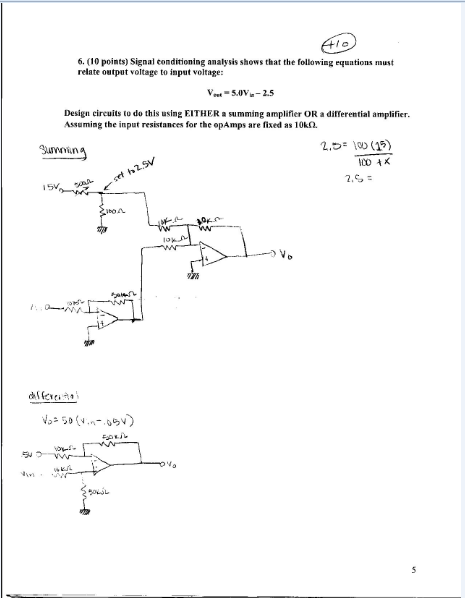 +10
6. (10 points) Signal conditioning analysis shows that the following equations must
relate output voltage to input voltage:
Vout = 5.0Vin – 2.5
Design circuits to do this using EITHER a summing amplifier OR a differential amplifier.
Assuming the input resistances for the opAmps are fixed as 10kΩ.
Summing
2.5 = 100 (15)
100 + X
2.5 =
set to 2.5V
15V
500Ω
100Ω
10kΩ
10kΩ
10kΩ
Vo
differential
Vo = 50 (Vin - .05V)
50kΩ
5V
10kΩ
Vin
10kΩ
Vo
50kΩ
5